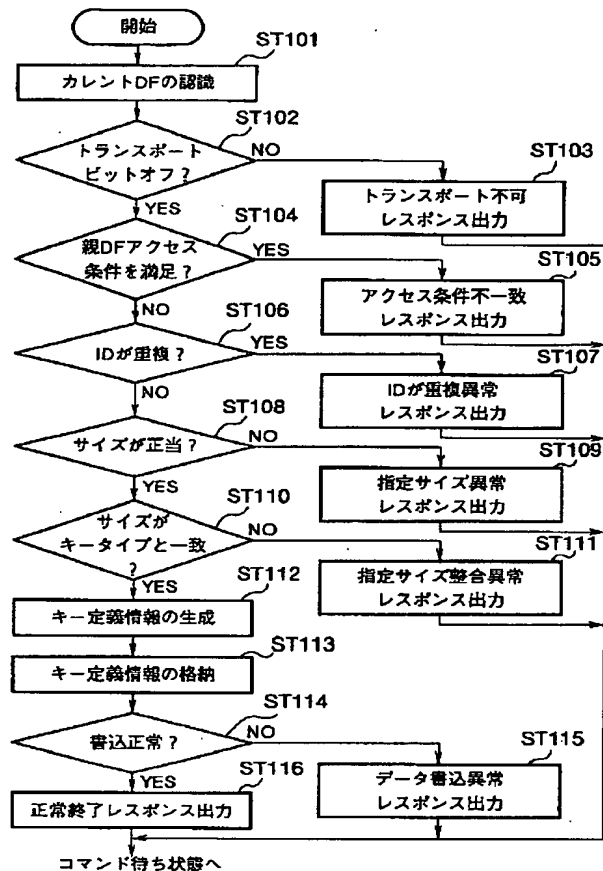 開始
ST101
カレントDFの認識
ST102
トランスポート
ビットオフ？
NO
ST103
トランスポート不可
レスポンス出力
YES
ST104
親DFアクセス
条件を満足？
YES
ST105
アクセス条件不一致
レスポンス出力
NO
ST106
IDが重複？
YES
ST107
IDが重複異常
レスポンス出力
NO
ST108
サイズが正当？
NO
ST109
指定サイズ異常
レスポンス出力
YES
ST110
サイズが
キータイプと一致
？
NO
ST111
指定サイズ整合異常
レスポンス出力
YES
ST112
キー定義情報の生成
ST113
キー定義情報の格納
ST114
書込正常？
NO
ST115
データ書込異常
レスポンス出力
YES
ST116
正常終了レスポンス出力
コマンド待ち状態へ